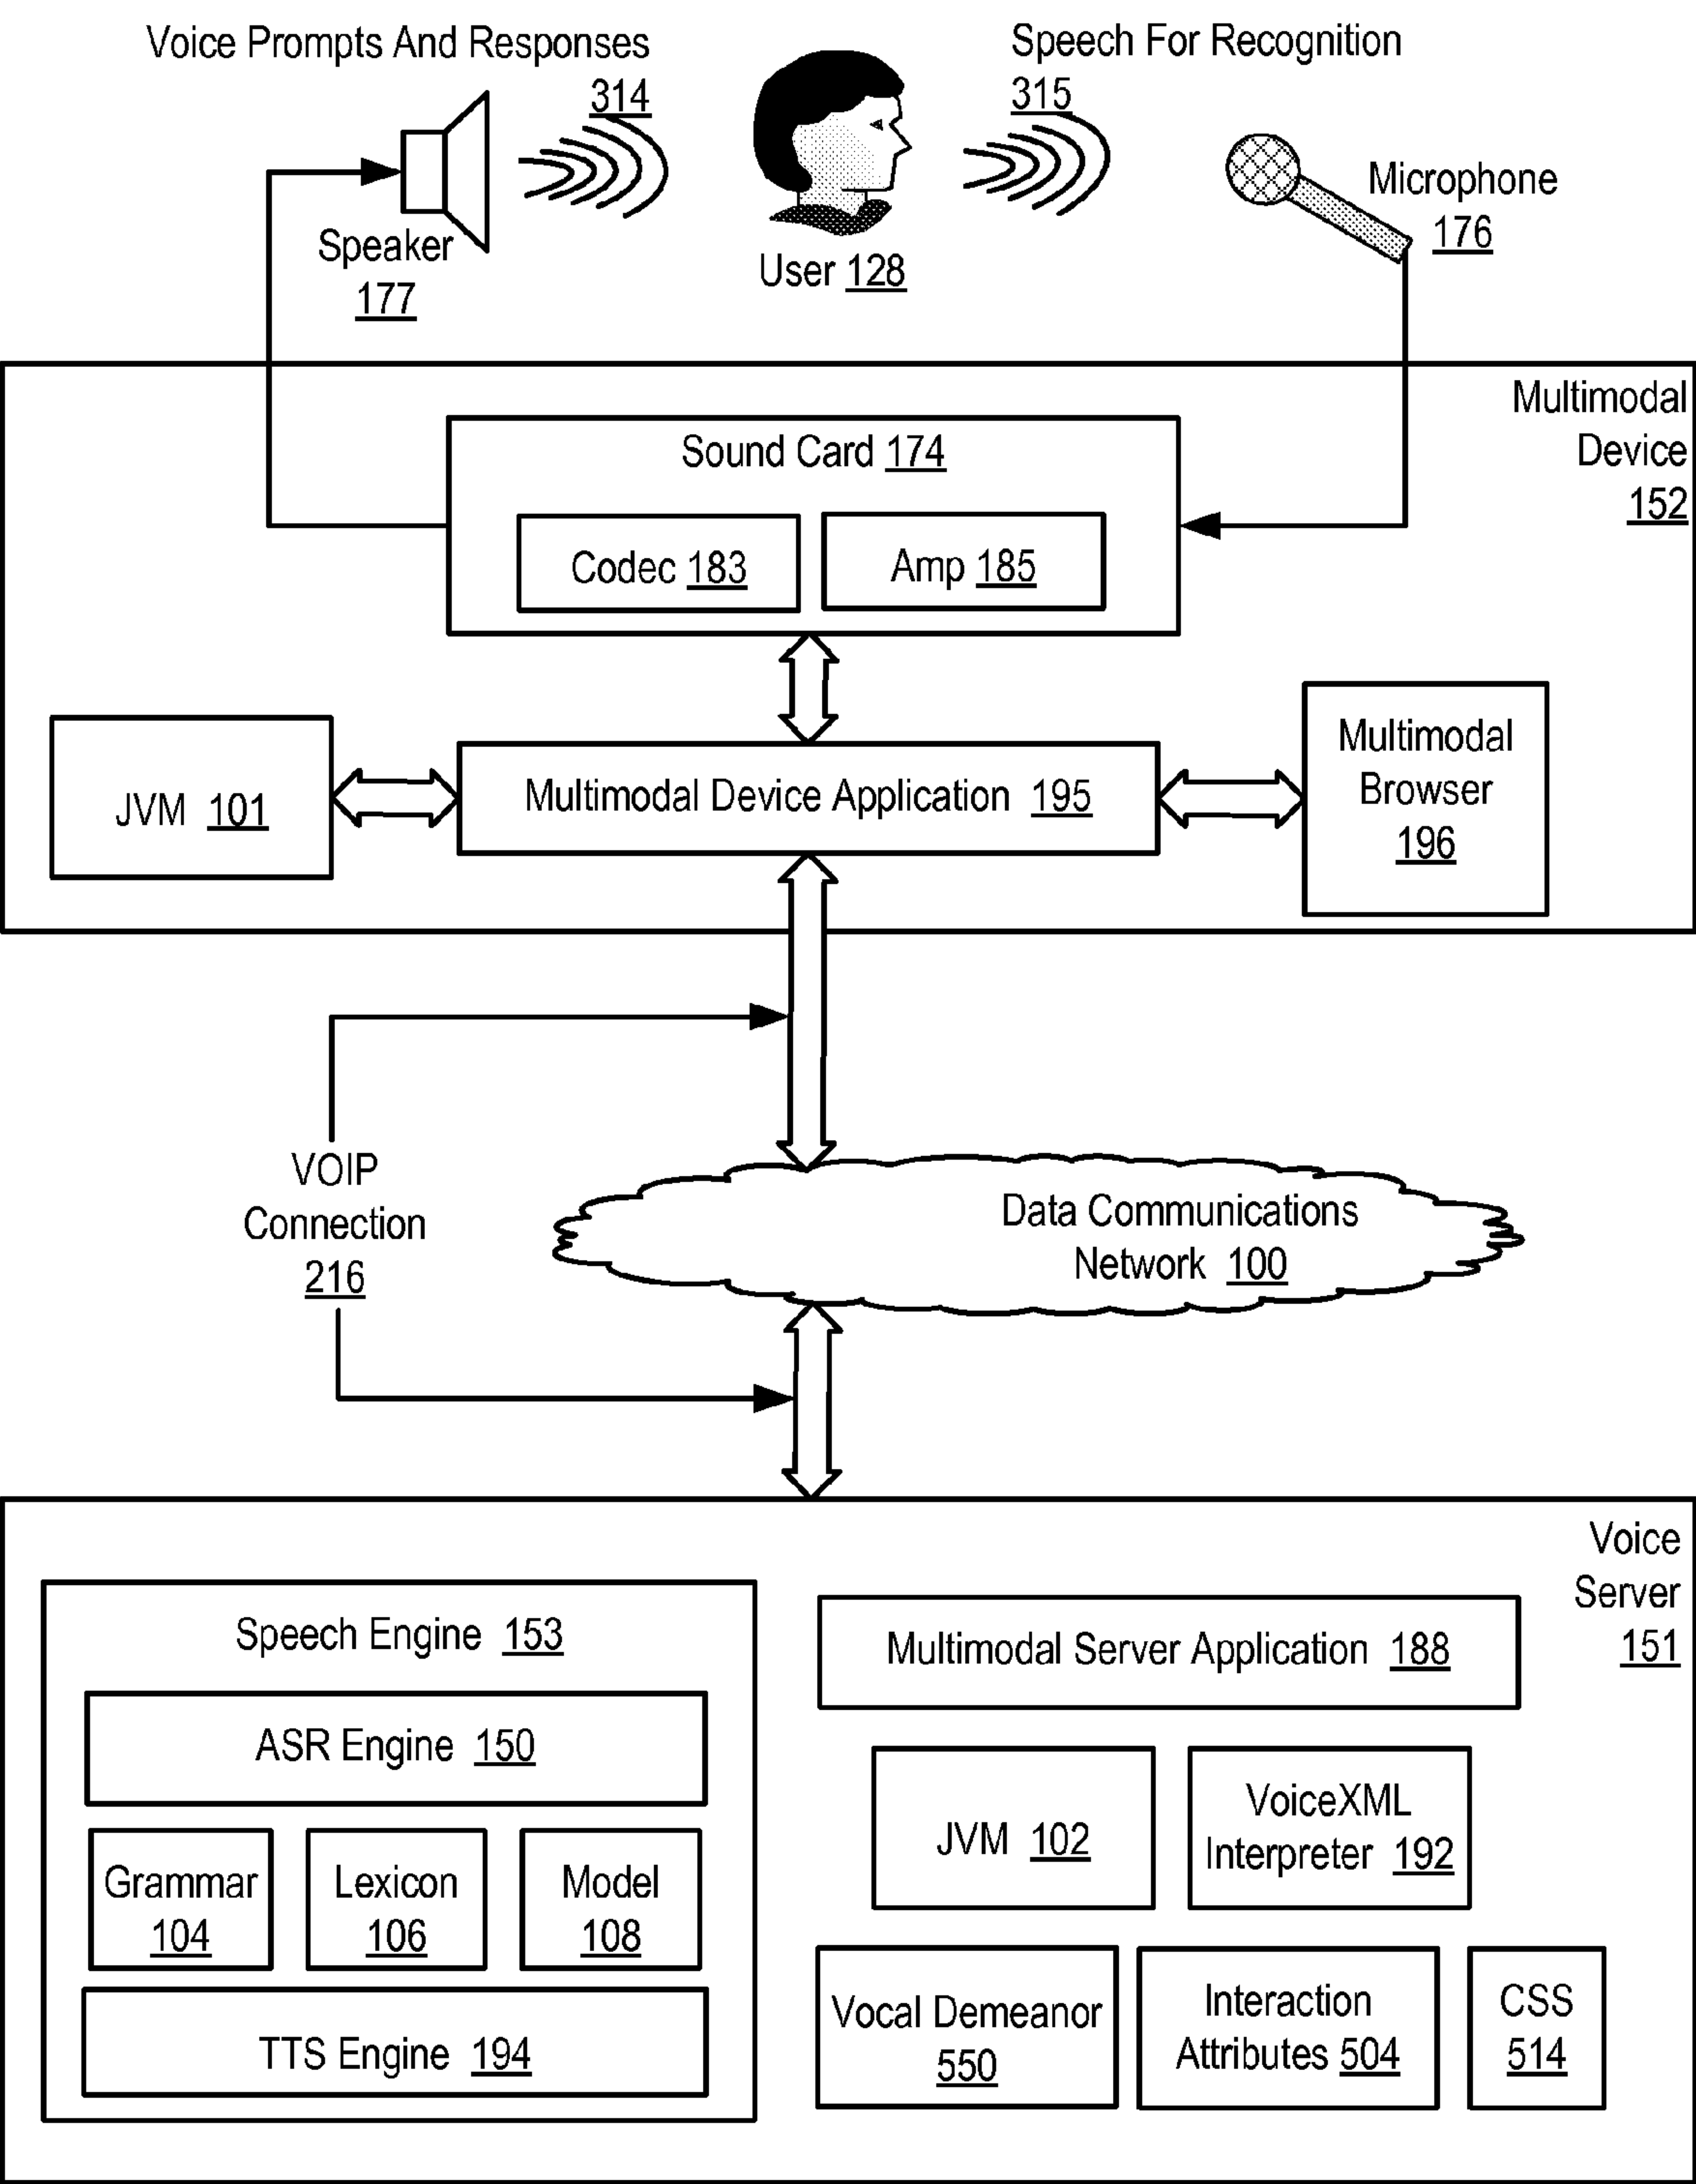 Voice Prompts And Responses
314
Speech For Recognition
315
Speaker
177
User 128
Microphone
176
Multimodal
Device
152
Sound Card 174
Codec 183
Amp 185
JVM 101
Multimodal Device Application 195
Multimodal
Browser
196
VOIP
Connection
216
Data Communications
Network 100
Voice
Server
151
Speech Engine 153
ASR Engine 150
Grammar
104
Lexicon
106
Model
108
TTS Engine 194
Multimodal Server Application 188
JVM 102
VoiceXML
Interpreter 192
Vocal Demeanor
550
Interaction
Attributes 504
CSS
514